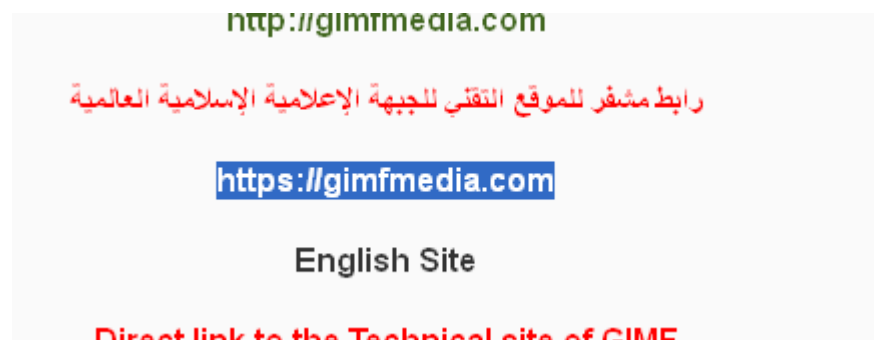 http://gimfmedia.com
رابط مشفر للموقع التقني للجبهة الإعلامية الإسلامية العالمية
https://gimfmedia.com
English Site
Direct link to the Technical site of GIMF